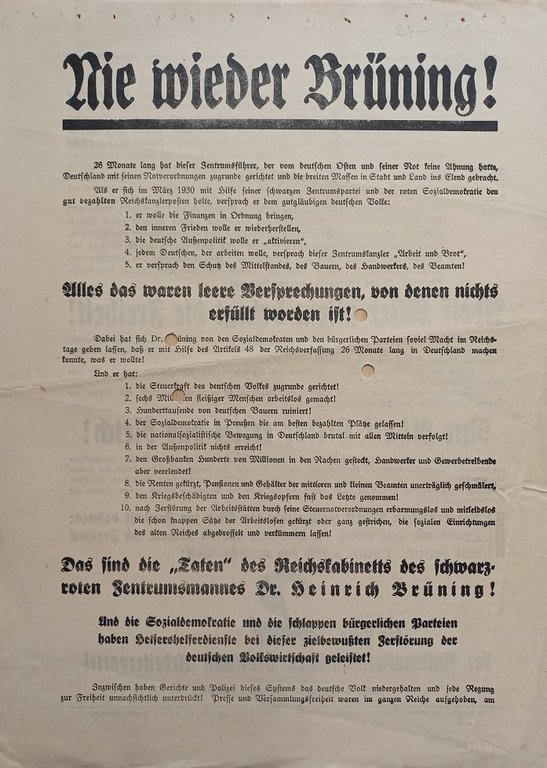 Nie wieder Brüning!
26 Monate lang hat dieser Zentrumsführer, der vom deutschen Osten und seiner Not keine Ahnung hatte,
Deutschland mit seinen Notverordnungen zugrunde gerichtet und die breiten Massen in Stadt und Land ins Elend gebracht.
Als er sich im März 1930 mit Hilfe seiner schwarzen Zentrumspartei und der roten Sozialdemokratie den
gut bezahlten Reichskanzlerposten holte, versprach er dem gutgläubigen deutschen Volke:
1. er wolle die Finanzen in Ordnung bringen,
2. den inneren Frieden wolle er wiederherstellen,
3. die deutsche Außenpolitik wolle er „aktivieren“,
4. jedem Deutschen, der arbeiten wolle, versprach dieser Zentrumskanzler „Arbeit und Brot“,
5. er versprach den Schutz des Mittelstandes, des Bauern, des Handwerkers, des Beamten!
Alles das waren leere Versprechungen, von denen nichts
erfüllt worden ist!
Dabei hat sich Dr. Brüning von den Sozialdemokraten und den bürgerlichen Parteien soviel Macht im Reichs-
tage geben lassen, daß er mit Hilfe des Artikels 48 der Reichsverfassung 26 Monate lang in Deutschland machen
konnte, was er wollte!
Und er hat:
1. die Steuerkraft des deutschen Volkes zugrunde gerichtet!
2. sechs Millionen fleißiger Menschen arbeitslos gemacht!
3. Hunderttausende von deutschen Bauern ruiniert!
4. der Sozialdemokratie in Preußen die am besten bezahlten Plätze gelassen!
5. die nationalsozialistische Bewegung in Deutschland brutal mit allen Mitteln verfolgt!
6. in der Außenpolitik nichts erreicht!
7. den Großbanken Hunderte von Millionen in den Rachen gesteckt, Handwerker und Gewerbetreibende
aber verelendet!
8. die Renten gekürzt, Pensionen und Gehälter der mittleren und kleinen Beamten unerträglich geschmälert,
9. den Kriegsbeschädigten und den Kriegsopfern fast das Letzte genommen!
10. nach Zerstörung der Arbeitsstätten durch seine Steuernotverordnungen erbarmungslos und mitleidslos
die schon knappen Sätze der Arbeitslosen gekürzt oder ganz gestrichen, die sozialen Einrichtungen
des alten Reiches abgedrosselt und verkümmern lassen!
Das sind die „Taten“ des Reichskabinetts des schwarz-
roten Zentrumsmannes Dr. Heinrich Brüning!
Und die Sozialdemokratie und die schlappen bürgerlichen Parteien
haben Helfershelferdienste bei dieser zielbewußten Zerstörung der
deutschen Volkswirtschaft geleistet!
Inzwischen haben Gerichte und Polizei dieses Systems das deutsche Volk niedergehalten und jede Regung
zur Freiheit unnachsichtlich unterdrückt! Presse und Versammlungsfreiheit waren im ganzen Reiche aufgehoben, am